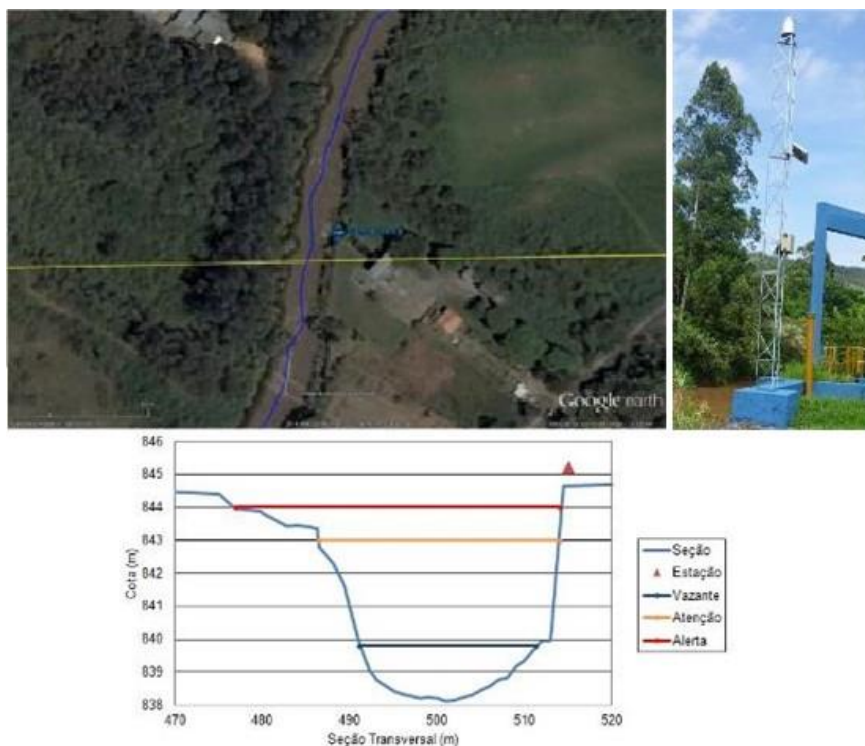 Google earth
846
845
844
843
842
841
840
839
838
Cota (m)
470 480 490 500 510 520
Seção Transversal (m)
Seção
Estação
Vazante
Atenção
Alerta